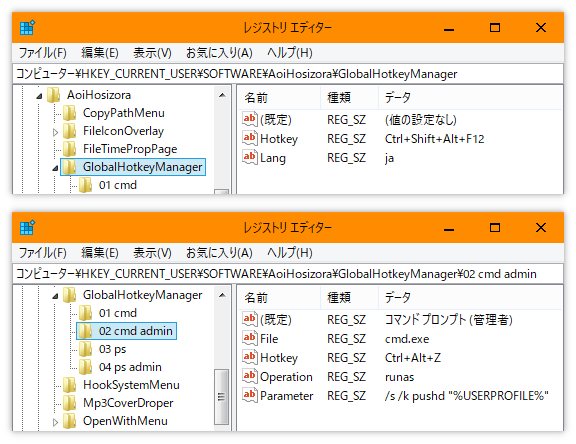 レジストリ エディター
ファイル(F) 編集(E) 表示(V) お気に入り(A) ヘルプ(H)
コンピューター¥HKEY_CURRENT_USER¥SOFTWARE¥AoiHosizora¥GlobalHotkeyManager
AoiHosizora
CopyPathMenu
FileIconOverlay
FileTimePropPage
GlobalHotkeyManager
01 cmd
名前 種類 データ
(既定) REG_SZ (値の設定なし)
Hotkey REG_SZ Ctrl+Shift+Alt+F12
Lang REG_SZ ja
レジストリ エディター
ファイル(F) 編集(E) 表示(V) お気に入り(A) ヘルプ(H)
コンピューター¥HKEY_CURRENT_USER¥SOFTWARE¥AoiHosizora¥GlobalHotkeyManager¥02 cmd admin
GlobalHotkeyManager
01 cmd
02 cmd admin
03 ps
04 ps admin
HookSystemMenu
Mp3CoverDroper
OpenWithMenu
名前 種類 データ
(既定) REG_SZ コマンドプロンプト (管理者)
File REG_SZ cmd.exe
Hotkey REG_SZ Ctrl+Alt+Z
Operation REG_SZ runas
Parameter REG_SZ /s /k pushd "%USERPROFILE%"